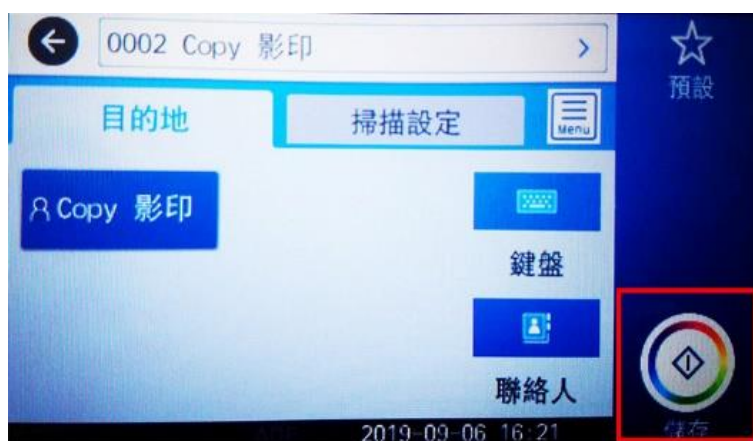 0002 Copy 影印
預設
目的地
掃描設定
Menu
Copy 影印
鍵盤
聯絡人
儲存
2019-09-06 16:21